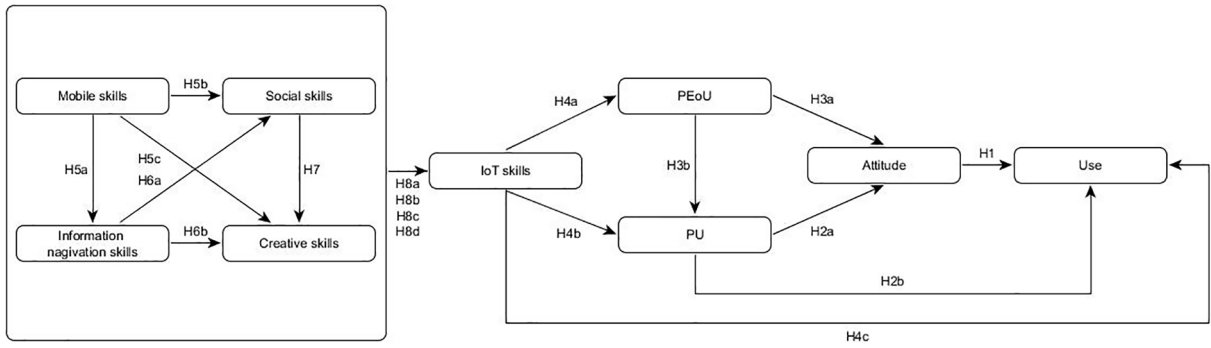 Mobile skills
H5b
Social skills
H5a
H5c
H6a
H7
Information
nagivation skills
H6b
Creative skills
H8a
H8b
H8c
H8d
IoT skills
H4a
PEoU
H3a
H3b
H4b
PU
H2a
Attitude
H1
Use
H2b
H4c